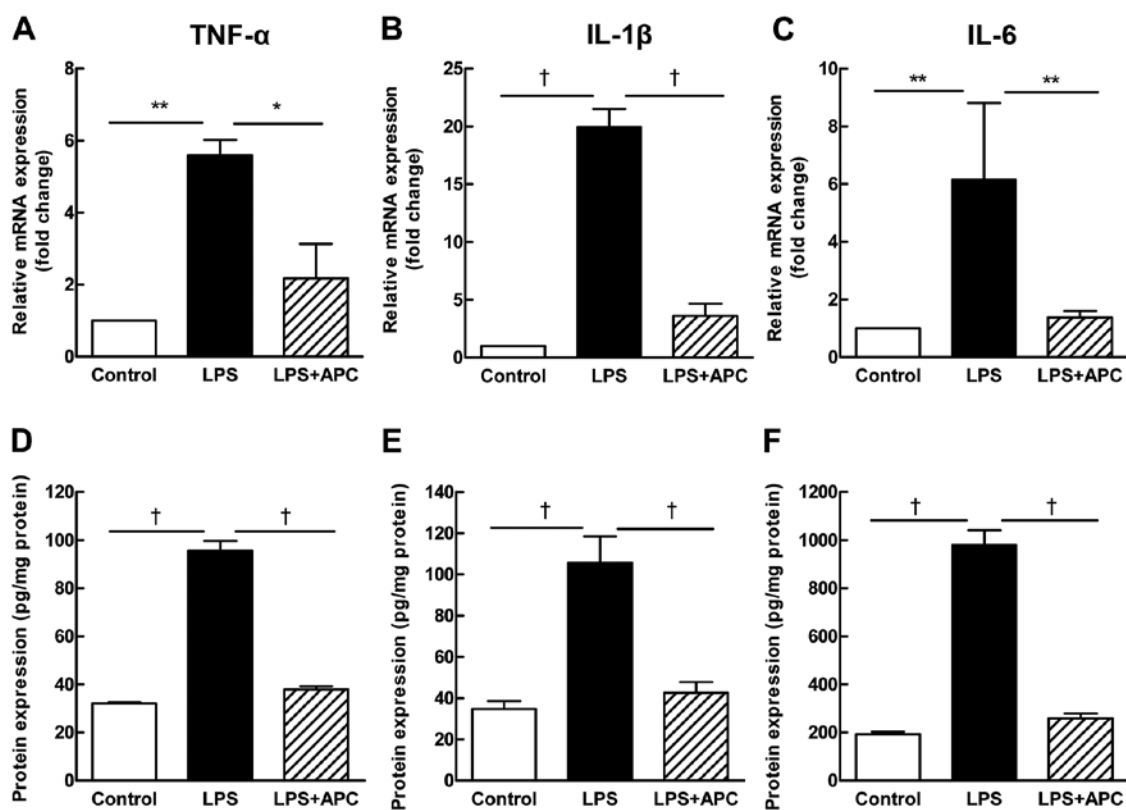 A
TNF-α
B
IL-1β
C
IL-6
Relative mRNA expression
(fold change)
8
6
4
2
0
**
*
Control
LPS
LPS+APC
Relative mRNA expression
(fold change)
25
20
15
10
5
0
†
†
Control
LPS
LPS+APC
Relative mRNA expression
(fold change)
10
8
6
4
2
0
**
**
Control
LPS
LPS+APC
D
Protein expression (pg/mg protein)
120
100
80
60
40
20
0
†
†
Control
LPS
LPS+APC
E
Protein expression (pg/mg protein)
140
120
100
80
60
40
20
0
†
†
Control
LPS
LPS+APC
F
Protein expression (pg/mg protein)
1200
1000
800
600
400
200
0
†
†
Control
LPS
LPS+APC